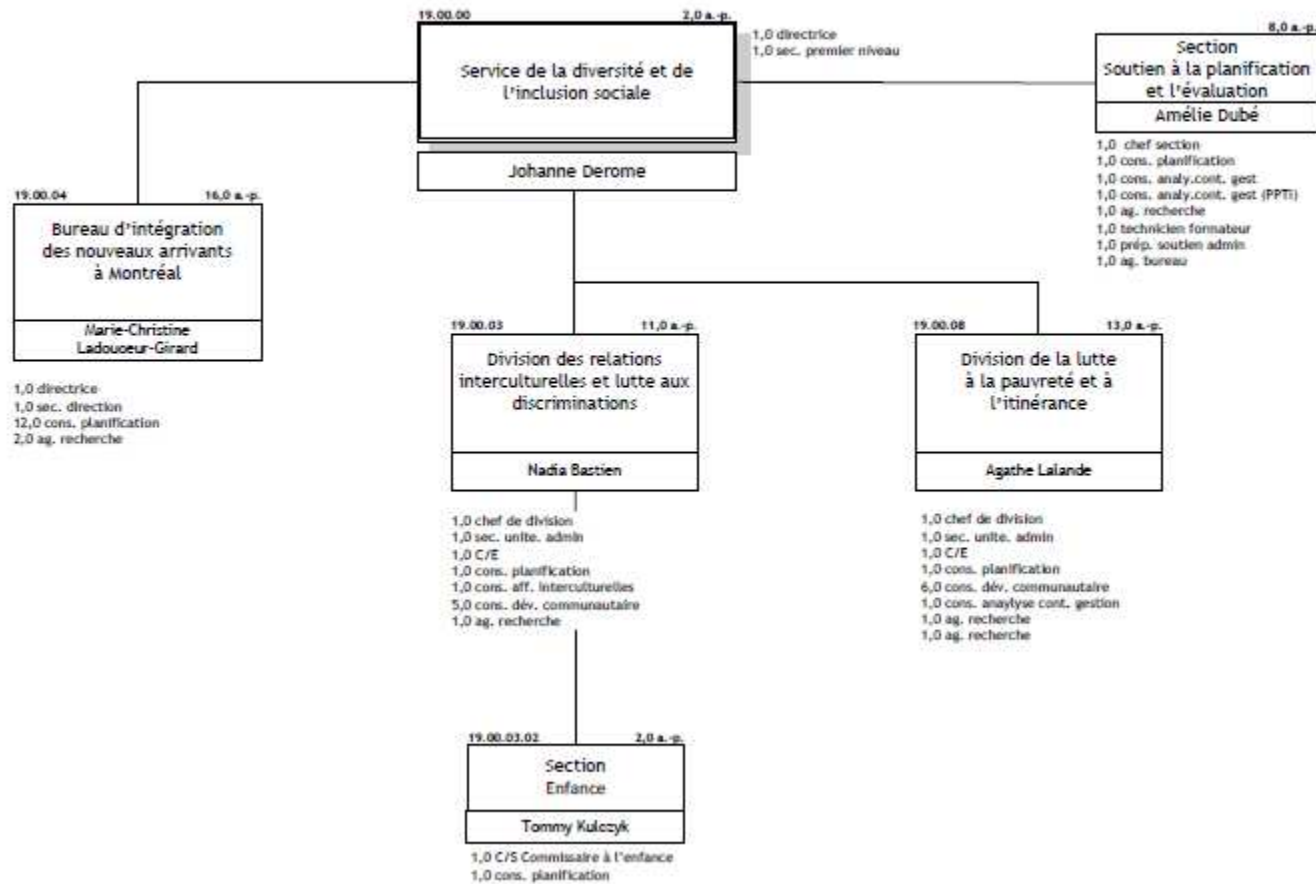 19.00.00 2,0 a.-p.
Service de la diversité et de
l'inclusion sociale
Johanne Derome
1,0 directrice
1,0 sec. premier niveau
8,0 a.-p.
Section
Soutien à la planification
et l'évaluation
Amélie Dubé
1,0 chef section
1,0 cons. planification
1,0 cons. analy.cont. gest
1,0 cons. analy.cont. gest (PPTi)
1,0 ag. recherche
1,0 technicien formateur
1,0 prép. soutien admin
1,0 ag. bureau
19.00.04 16,0 a.-p.
Bureau d'intégration
des nouveaux arrivants
à Montréal
Marie-Christine
Ladouceur-Girard
1,0 directrice
1,0 sec. direction
12,0 cons. planification
2,0 ag. recherche
19.00.03 11,0 a.-p.
Division des relations
interculturelles et lutte aux
discriminations
Nadia Bastien
1,0 chef de division
1,0 sec. unite. admin
1,0 C/E
1,0 cons. planification
1,0 cons. aff. interculturelles
5,0 cons. dév. communautaire
1,0 ag. recherche
19.00.08 13,0 a.-p.
Division de la lutte
à la pauvreté et à
l'itinérance
Agathe Lalande
1,0 chef de division
1,0 sec. unite. admin
1,0 C/E
1,0 cons. planification
6,0 cons. dév. communautaire
1,0 cons. anaylyse cont. gestion
1,0 ag. recherche
1,0 ag. recherche
19.00.03.02 2,0 a.-p.
Section
Enfance
Tommy Kulczyk
1,0 C/S Commissaire à l'enfance
1,0 cons. planification